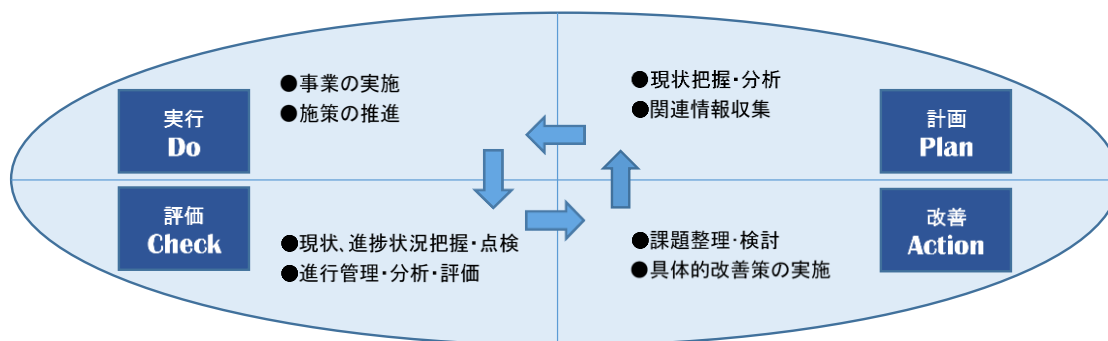 ●事業の実施
●施策の推進
実行
Do
●現状把握・分析
●関連情報収集
計画
Plan
評価
Check
●現状、進捗状況把握・点検
●進行管理・分析・評価
●課題整理・検討
●具体的改善策の実施
改善
Action